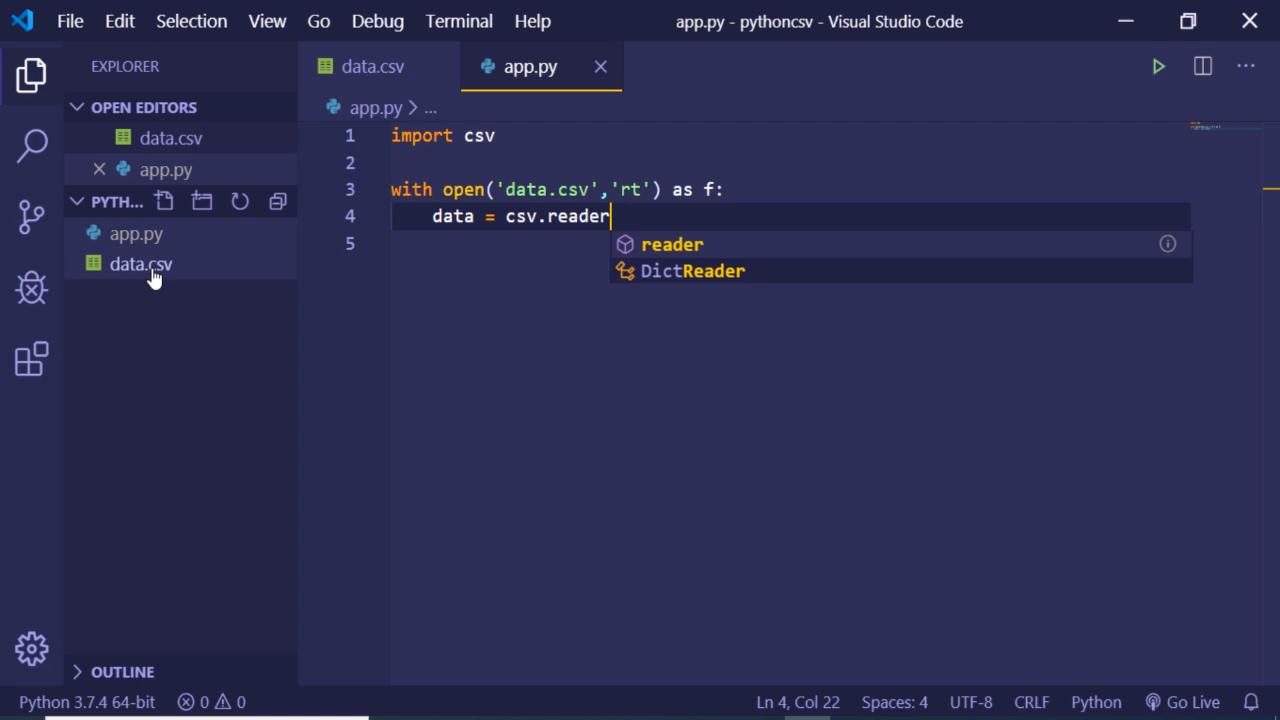 File Edit Selection View Go Debug Terminal Help app.py - pythoncsv - Visual Studio Code
EXPLORER
OPEN EDITORS
data.csv
app.py
PYTH...
app.py
data.csv
OUTLINE
data.csv app.py
app.py > ...
1 import csv
2
3 with open('data.csv','rt') as f:
4 data = csv.reader
5
reader
DictReader
Python 3.7.4 64-bit 0 0 Ln 4, Col 22 Spaces: 4 UTF-8 CRLF Python Go Live